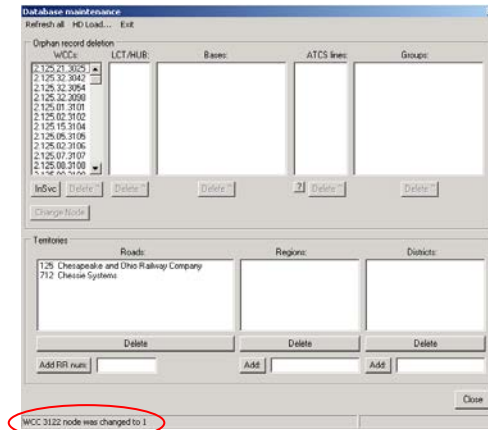 Database maintenance
Refresh all HD Load... Exit
Orphan record deletion
WCCs: LCT/HUB: Bases: ATCS lines: Groups:
2.125.21.3025
2.125.32.3042
2.125.32.3054
2.125.32.3098
2.125.01.3101
2.125.02.3102
2.125.15.3104
2.125.05.3105
2.125.02.3106
2.125.07.3107
2.125.08.3108
InSvc Delete ^ Delete ^ Delete ^ ? Delete ^ Delete ^
Change Node
Territories
Roads: Regions: Districts:
125 Chesapeake and Ohio Railway Company
712 Chessie Systems
Delete Delete Delete
Add RR num: Add: Add:
Close
WCC 3122 node was changed to 1